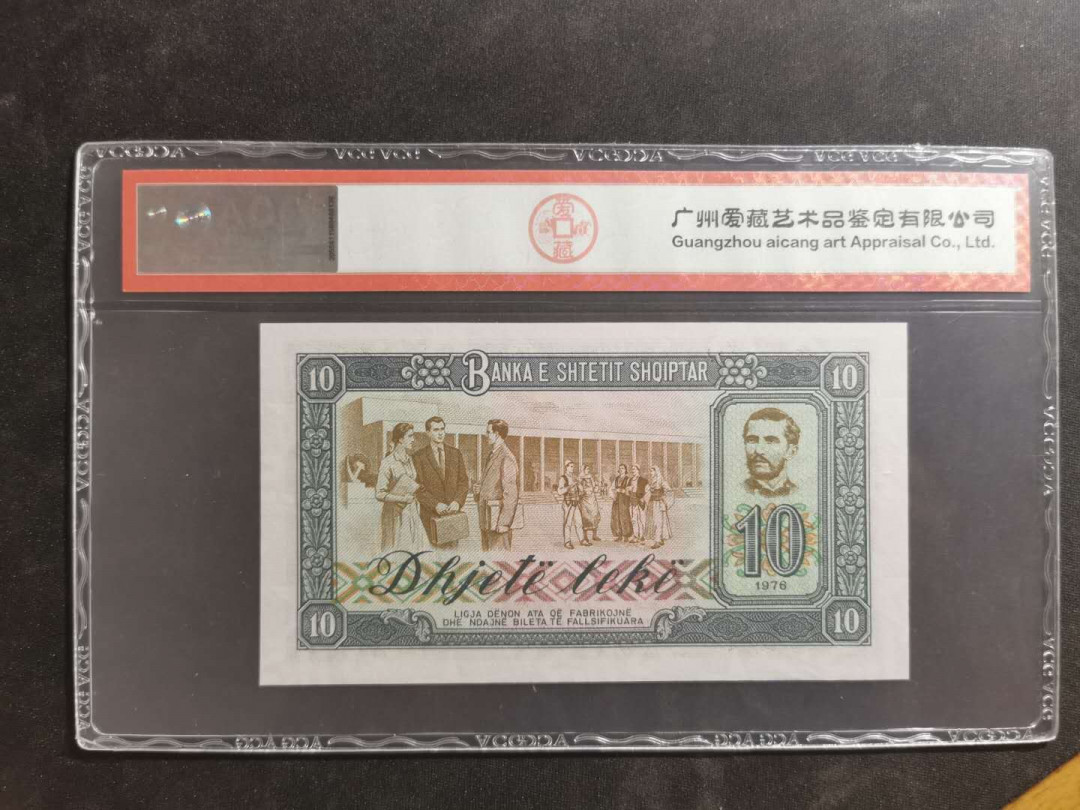 爱
藏
广州爱藏艺术品鉴定有限公司
Guangzhou aicang art Appraisal Co., Ltd.
10
BANKA E SHTETIT SHQIPTAR
10
10
1976
Dhjetë lekë
LIGJA DËNON ATA QË FABRIKOJNË
DHE NDAJNË BILETA TË FALLSIFIKUARA
10
10